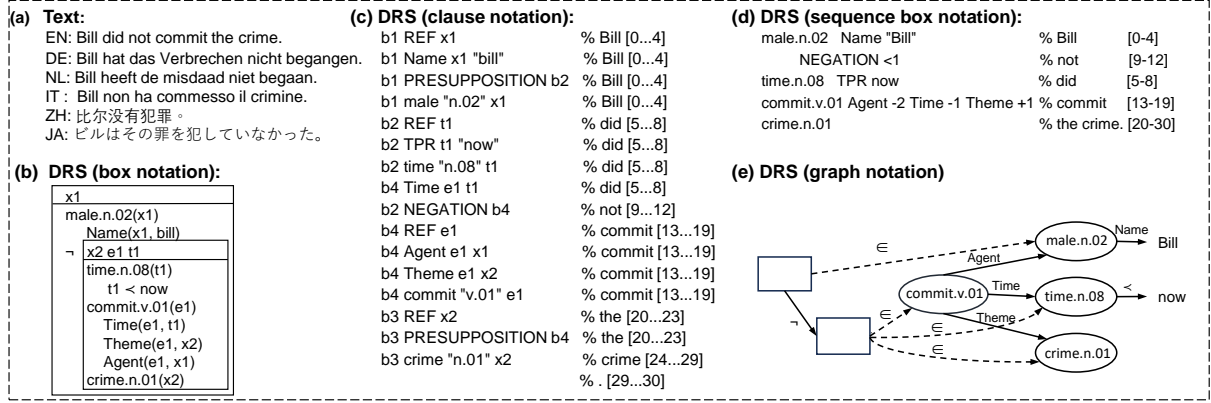 (a) Text:
EN: Bill did not commit the crime.
DE: Bill hat das Verbrechen nicht begangen.
NL: Bill heeft de misdaad niet begaan.
IT : Bill non ha commesso il crimine.
ZH: 比尔没有犯罪。
JA: ビルはその罪を犯していなかった。
(b) DRS (box notation):
x1
male.n.02(x1)
Name(x1, bill)
¬ x2 e1 t1
time.n.08(t1)
t1 ≺ now
commit.v.01(e1)
Time(e1, t1)
Theme(e1, x2)
Agent(e1, x1)
crime.n.01(x2)
(c) DRS (clause notation):
b1 REF x1 % Bill [0...4]
b1 Name x1 "bill" % Bill [0...4]
b1 PRESUPPOSITION b2 % Bill [0...4]
b1 male "n.02" x1 % Bill [0...4]
b2 REF t1 % did [5...8]
b2 TPR t1 "now" % did [5...8]
b2 time "n.08" t1 % did [5...8]
b4 Time e1 t1 % did [5...8]
b2 NEGATION b4 % not [9...12]
b4 REF e1 % commit [13...19]
b4 Agent e1 x1 % commit [13...19]
b4 Theme e1 x2 % commit [13...19]
b4 commit "v.01" e1 % commit [13...19]
b3 REF x2 % the [20...23]
b3 PRESUPPOSITION b4 % the [20...23]
b3 crime "n.01" x2 % crime [24...29]
% . [29...30]
(d) DRS (sequence box notation):
male.n.02 Name "Bill" % Bill [0-4]
NEGATION <1 % not [9-12]
time.n.08 TPR now % did [5-8]
commit.v.01 Agent -2 Time -1 Theme +1 % commit [13-19]
crime.n.01 % the crime. [20-30]
(e) DRS (graph notation)
∈
male.n.02
Name
Bill
Agent
commit.v.01
Time
time.n.08
≺
now
Theme
¬
∈
∈
∈
crime.n.01